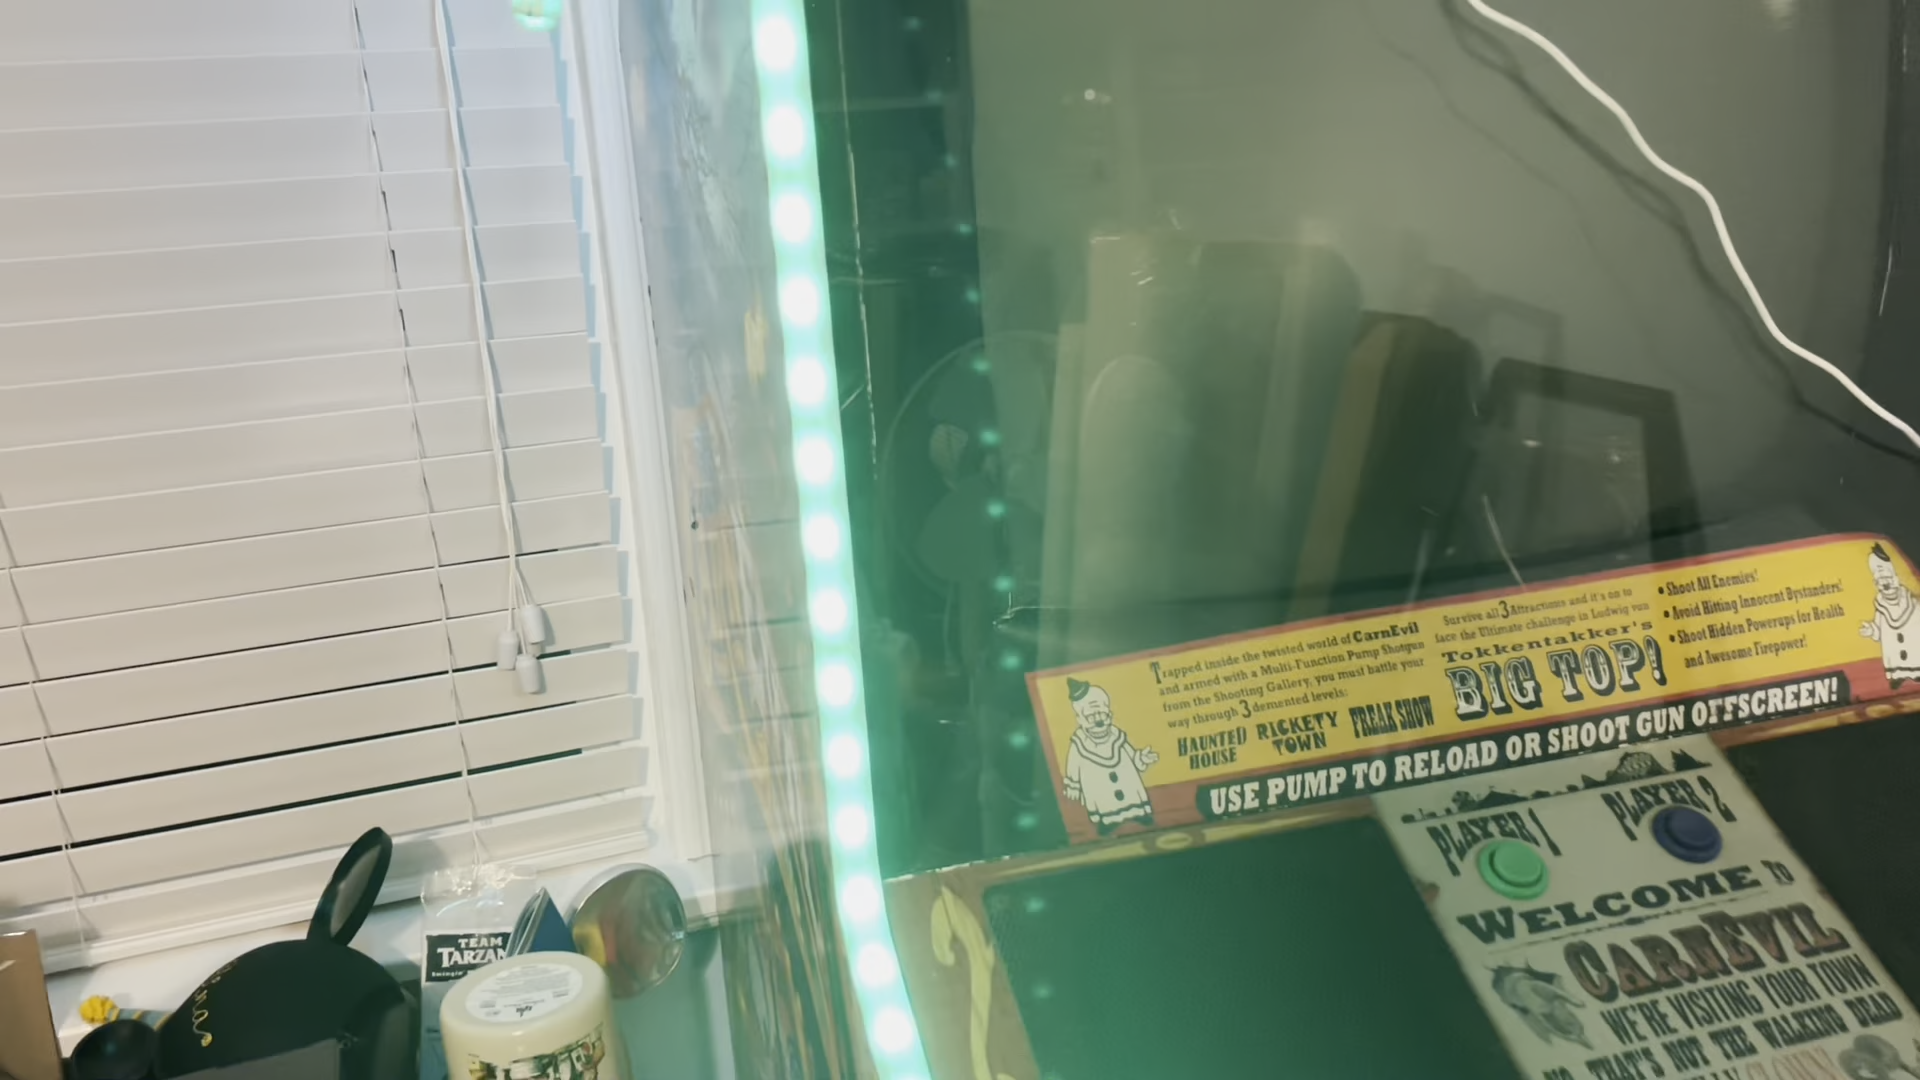 Trapped inside the twisted world of CarnEvil
and armed with a Multi-Function Pump Shotgun
from the Shooting Gallery, you must battle your
way through 3 demented levels:
HAUNTED HOUSE
RICKETY TOWN
FREAK SHOW
Survive all 3 Attractions and it's on to
face the Ultimate challenge in Ludwig von
Tokkentakker's
BIG TOP!
• Shoot All Enemies!
• Avoid Hitting Innocent Bystanders!
• Shoot Hidden Powerups for Health
and Awesome Firepower!
USE PUMP TO RELOAD OR SHOOT GUN OFFSCREEN!
PLAYER 1
PLAYER 2
WELCOME TO
CARNEVIL
WE'RE VISITING YOUR TOWN
NO, THAT'S NOT THE WALKING DEAD
TEAM
TARZAN